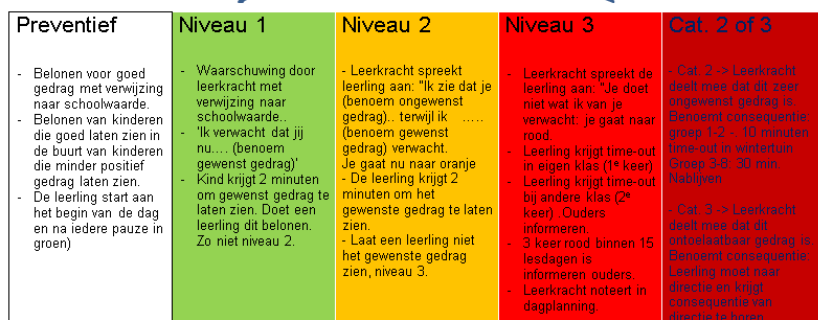 Preventief
- Belonen voor goed
gedrag met verwijzing
naar schoolwaarde.
- Belonen van kinderen
die goed laten zien in
de buurt van kinderen
die minder positief
gedrag laten zien.
- De leerling start aan
het begin van de dag
en na iedere pauze in
groen)
Niveau 1
- Waarschuwing door
leerkracht met
verwijzing naar
schoolwaarde..
- 'Ik verwacht dat jij
nu.... (benoem
gewenst gedrag)'
- Kind krijgt 2 minuten
om gewenst gedrag te
laten zien. Doet een
leerling dit belonen.
Zo niet niveau 2.
Niveau 2
- Leerkracht spreekt
leerling aan: "Ik zie dat je
(benoem ongewenst
gedrag).. terwijl ik .....
(benoem gewenst
gedrag) verwacht.
Je gaat nu naar oranje
- De leerling krijgt 2
minuten om het
gewenste gedrag te laten
zien.
- Laat een leerling niet
het gewenste gedrag
zien, niveau 3.
Niveau 3
- Leerkracht spreekt de
leerling aan: "Je doet
niet wat ik van je
verwacht: je gaat naar
rood.
- Leerling krijgt time-out
in eigen klas (1e keer)
- Leerling krijgt time-out
bij andere klas (2e
keer) . Ouders
informeren.
- 3 keer rood binnen 15
lesdagen is
informeren ouders.
- Leerkracht noteert in
dagplanning.
Cat. 2 of 3
- Cat. 2 -> Leerkracht
deelt mee dat dit zeer
ongewenst gedrag is.
Benoemt consequentie:
groep 1-2 -, 10 minuten
time-out in wintertuin
Groep 3-8: 30 min.
Nablijven
- Cat. 3 -> Leerkracht
deelt mee dat dit
ontoelaatbaar gedrag is.
Benoemt consequentie:
Leerling moet naar
directie en krijgt
consequentie van
directie te horen